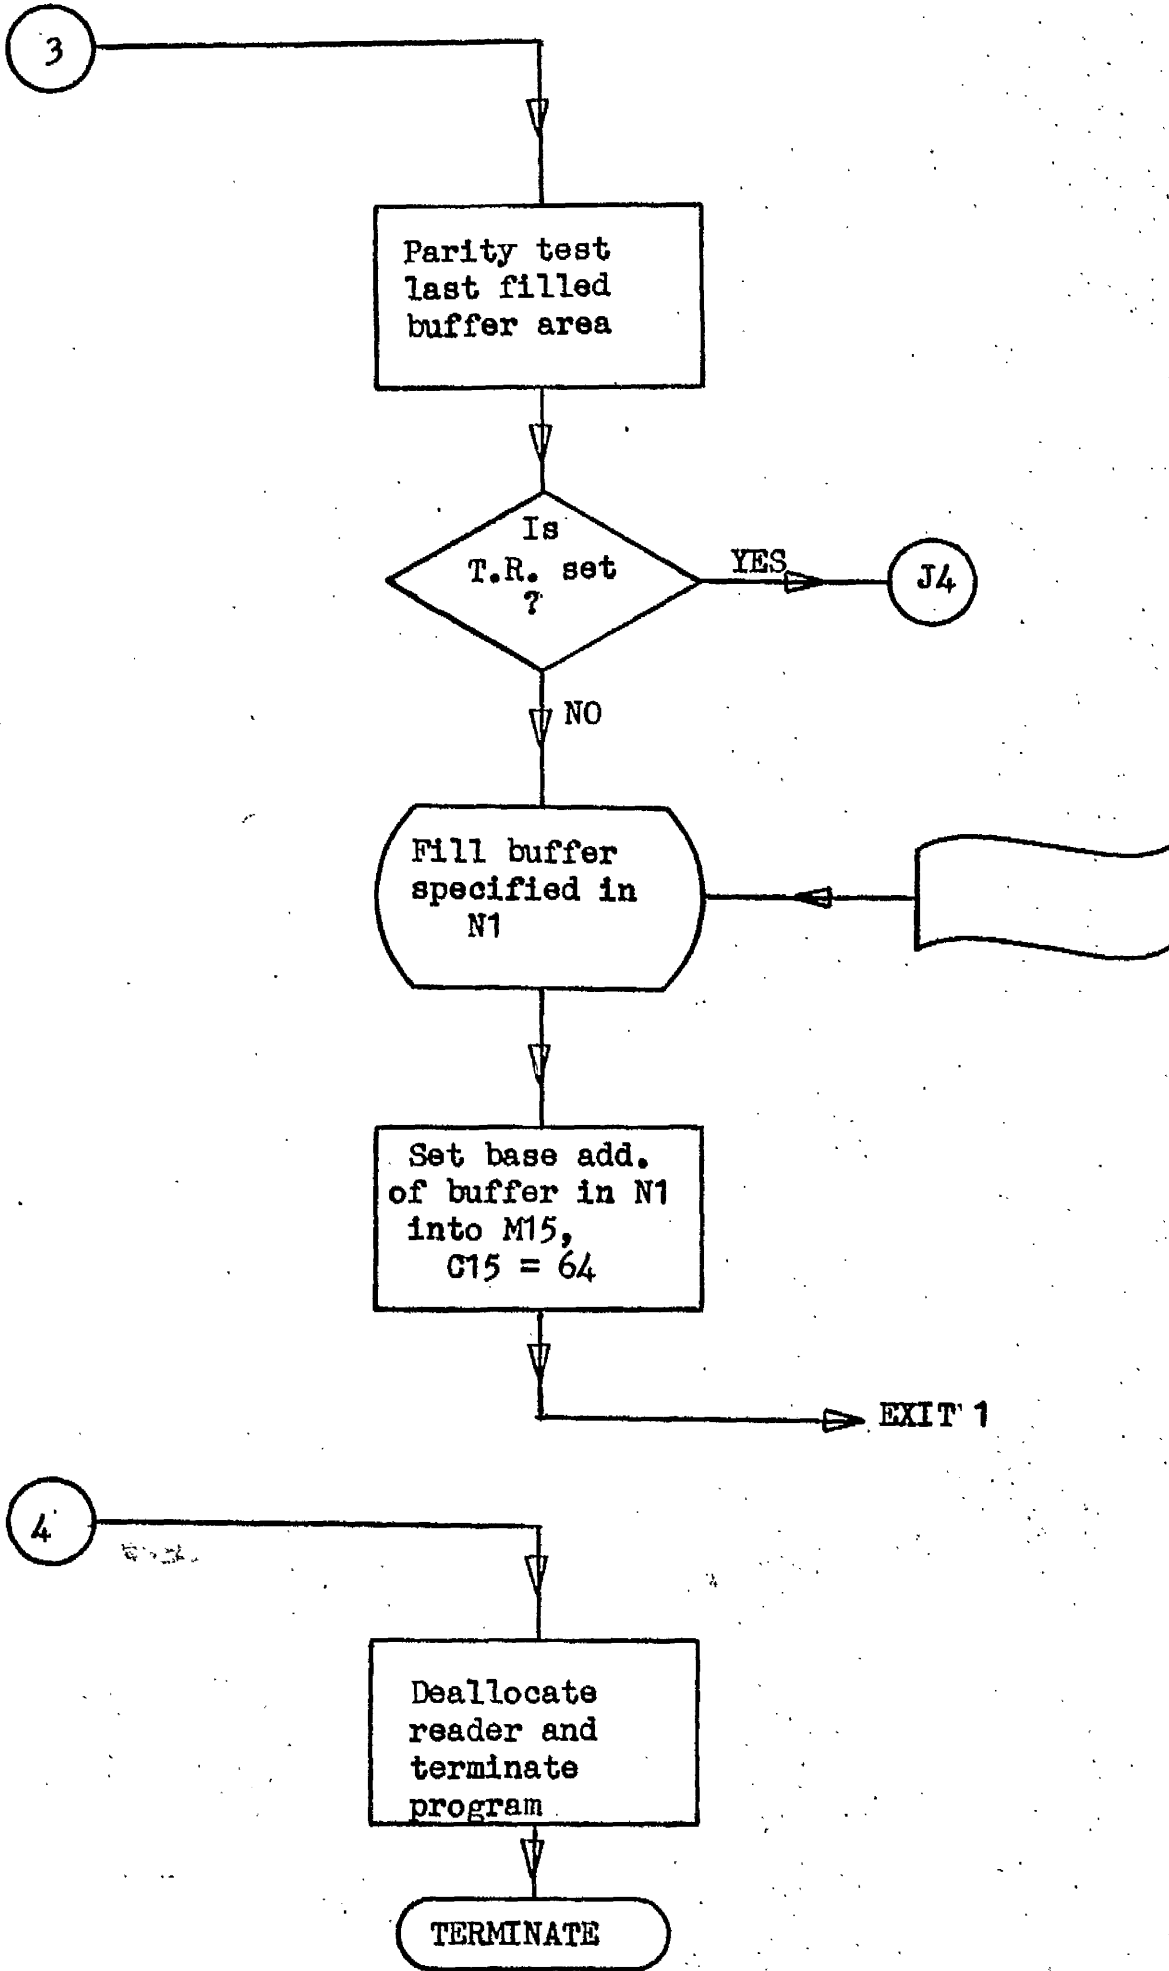 3
Parity test
last filled
buffer area
Is
T.R. set
?
YES
J4
NO
Fill buffer
specified in
N1
Set base add.
of buffer in N1
into M15,
C15 = 64
EXIT 1
4
Deallocate
reader and
terminate
program
TERMINATE